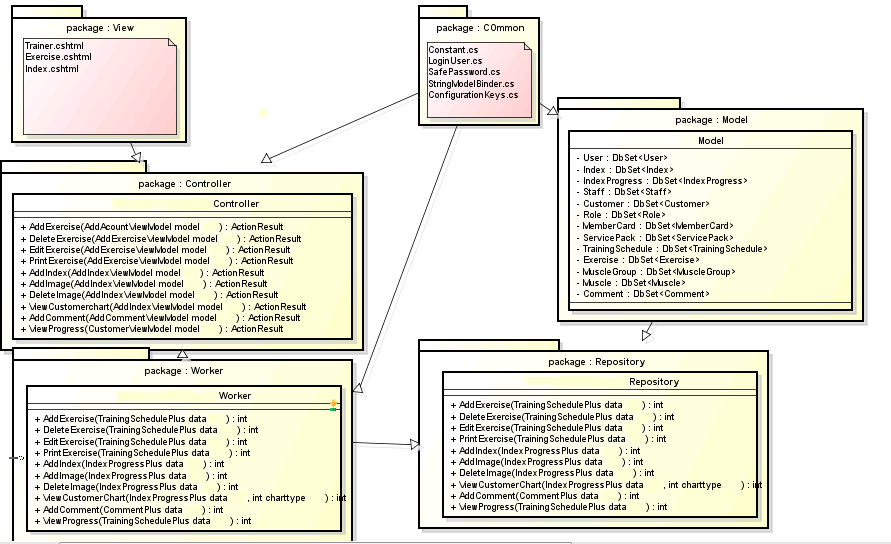 package : View
Trainer.cshtml
Exercise.cshtml
Index.cshtml
package : C0mmon
Constant.cs
LoginUser.cs
SafePassword.cs
StringModelBinder.cs
ConfigurationKeys.cs
package : Model
Model
- User : DbSet<User>
- Index : DbSet<Index>
- IndexProgress : DbSet<IndexProgress>
- Staff : DbSet<Staff>
- Customer : DbSet<Customer>
- Role : DbSet<Role>
- MemberCard : DbSet<MemberCard>
- ServicePack : DbSet<ServicePack>
- TrainingSchedule : DbSet<TrainingSchedule>
- Exercise : DbSet<Exercise>
- MuscleGroup : DbSet<MuscleGroup>
- Muscle : DbSet<Muscle>
- Comment : DbSet<Comment>
package : Controller
Controller
+ AddExercise(AddAcountViewModel model ) : ActionResult
+ DeleteExercise(AddExerciseViewModel model ) : ActionResult
+ EditExercise(AddExerciseViewModel model ) : ActionResult
+ PrintExercise(AddExerciseViewModel model ) : ActionResult
+ AddIndex(AddIndexViewModel model ) : ActionResult
+ AddImage(AddIndexViewModel model ) : ActionResult
+ DeleteImage(AddIndexViewModel model ) : ActionResult
+ ViewCustomerchart(AddIndexViewModel model ) : ActionResult
+ AddComment(AddCommentViewModel model ) : ActionResult
+ ViewProgress(CustomerViewModel model ) : ActionResult
package : Worker
Worker
+ AddExercise(TrainingSchedulePlus data ) : int
+ DeleteExercise(TrainingSchedulePlus data ) : int
+ EditExercise(TrainingSchedulePlus data ) : int
+ PrintExercise(TrainingSchedulePlus data ) : int
+ AddIndex(IndexProgressPlus data ) : int
+ AddImage(IndexProgressPlus data ) : int
+ DeleteImage(IndexProgressPlus data ) : int
+ ViewCustomerChart(IndexProgressPlus data , int charttype ) : int
+ AddComment(CommentPlus data ) : int
+ ViewProgress(TrainingSchedulePlus data ) : int
package : Repository
Repository
+ AddExercise(TrainingSchedulePlus data ) : int
+ DeleteExercise(TrainingSchedulePlus data ) : int
+ EditExercise(TrainingSchedulePlus data ) : int
+ PrintExercise(TrainingSchedulePlus data ) : int
+ AddIndex(IndexProgressPlus data ) : int
+ AddImage(IndexProgressPlus data ) : int
+ DeleteImage(IndexProgressPlus data ) : int
+ ViewCustomerChart(IndexProgressPlus data , int charttype ) : int
+ AddComment(CommentPlus data ) : int
+ ViewProgress(TrainingSchedulePlus data ) : int